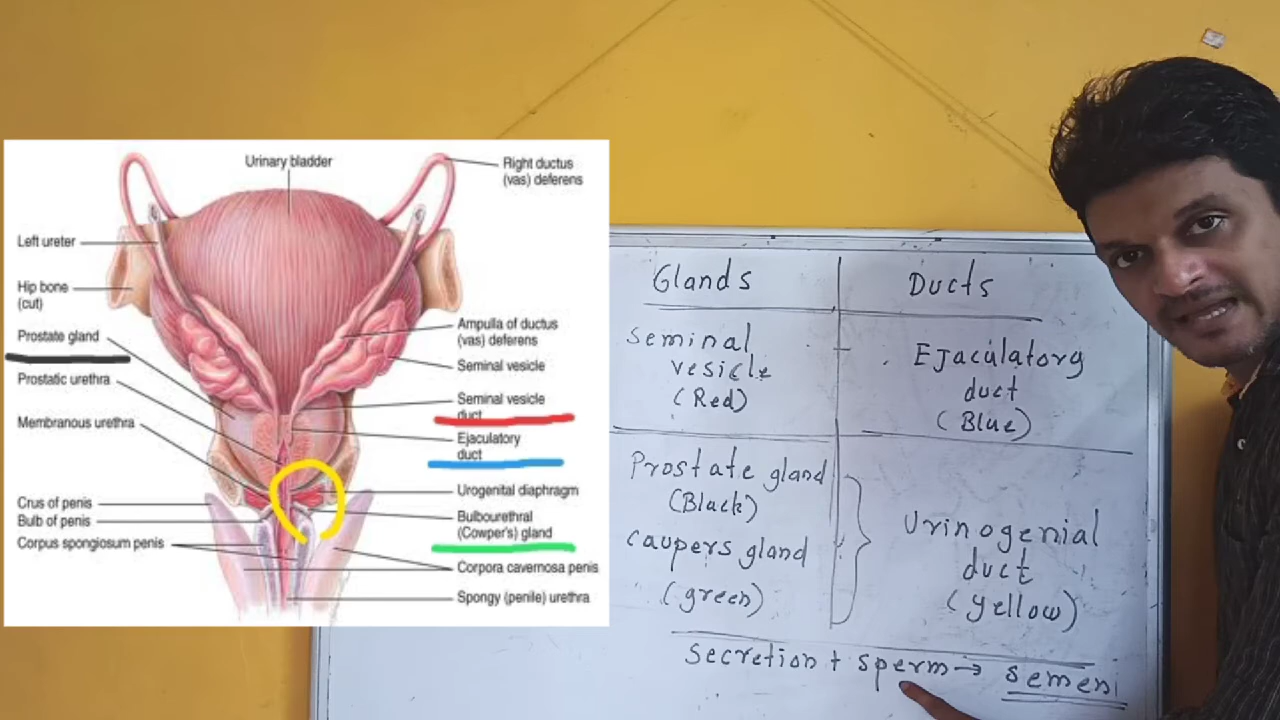 Urinary bladder
Right ductus
(vas) deferens
Left ureter
Hip bone
(cut)
Prostate gland
Prostatic urethra
Membranous urethra
Crus of penis
Bulb of penis
Corpus spongiosum penis
Ampulla of ductus
(vas) deferens
Seminal vesicle
Seminal vesicle
duct
Ejaculatory
duct
Urogenital diaphragm
Bulbourethral
(Cowper's) gland
Corpora cavernosa penis
Spongy (penile) urethra
Glands
Ducts
Seminal
vesicle
(Red)
Ejaculatory
duct
(Blue)
Prostate gland
(Black)
caupers gland
(green)
Urinogenial
duct
(yellow)
Secretion + sperm → semeni